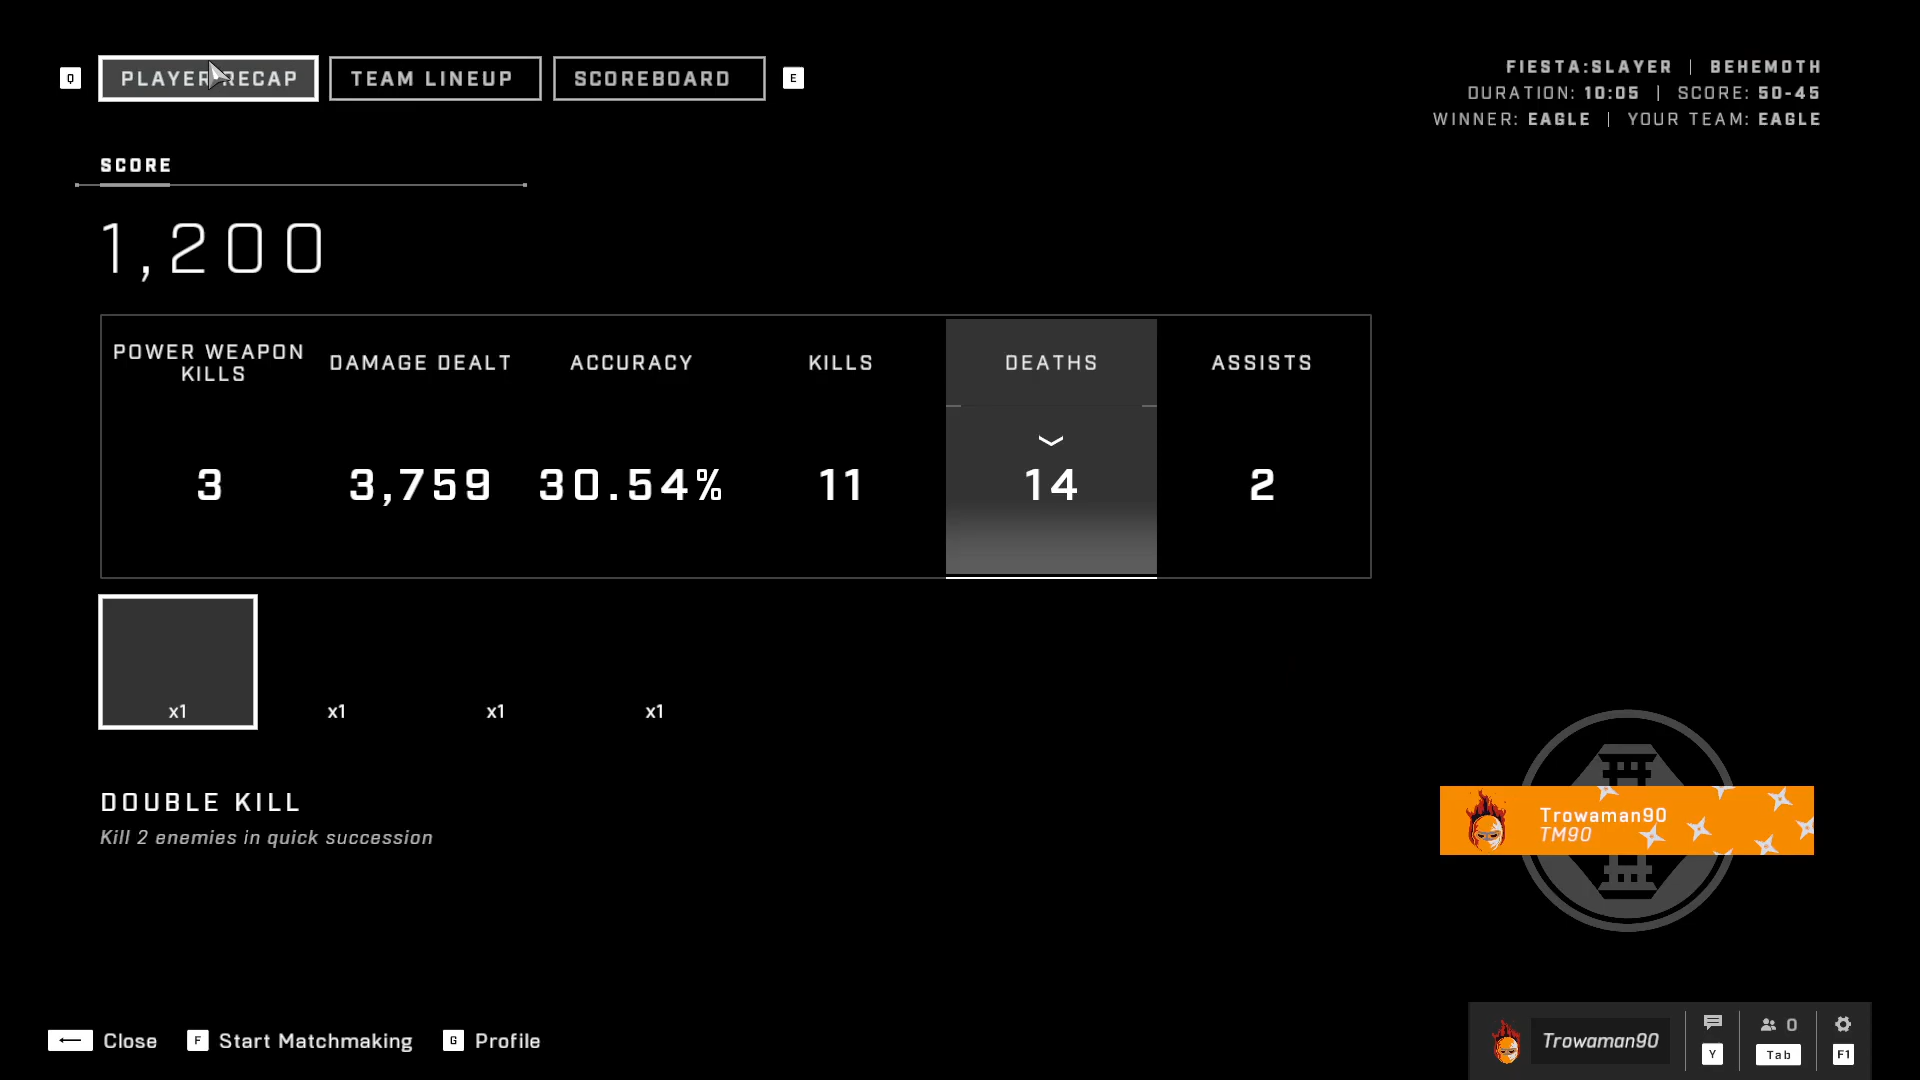 Q PLAYER RECAP TEAM LINEUP SCOREBOARD E
FIESTA:SLAYER | BEHEMOTH
DURATION: 10:05 | SCORE: 50-45
WINNER: EAGLE | YOUR TEAM: EAGLE
SCORE
1,200
POWER WEAPON KILLS DAMAGE DEALT ACCURACY KILLS DEATHS ASSISTS
3 3,759 30.54% 11 14 2
x1 x1 x1 x1
DOUBLE KILL
Kill 2 enemies in quick succession
Trowaman90
TM90
Close F Start Matchmaking G Profile
Trowaman90 Y 0 Tab F1